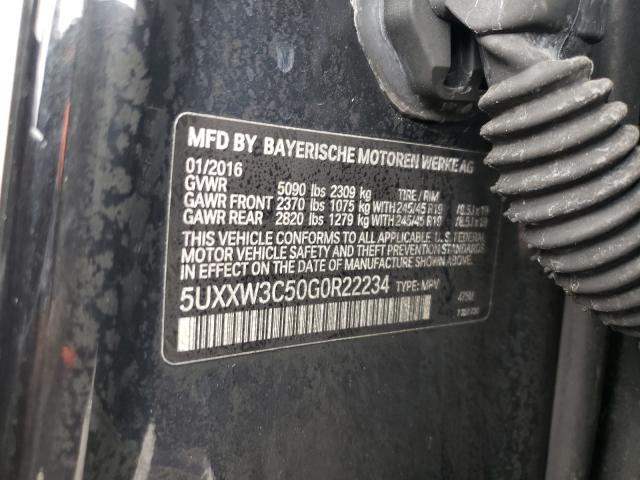 MFD BY BAYERISCHE MOTOREN WERKE AG
01/2016
GVWR 5090 lbs 2309 kg TIRE / RIM
GAWR FRONT 2370 lbs 1075 kg WITH 245/45 R19
GAWR REAR 2820 lbs 1279 kg WITH 245/45 R19
THIS VEHICLE CONFORMS TO ALL APPLICABLE U.S. FEDERAL
MOTOR VEHICLE SAFETY AND THEFT PREVENTION STANDARDS
IN EFFECT ON THE DATE OF MANUFACTURE SHOWN ABOVE.
5UXXW3C50G0R22234 TYPE: MPV